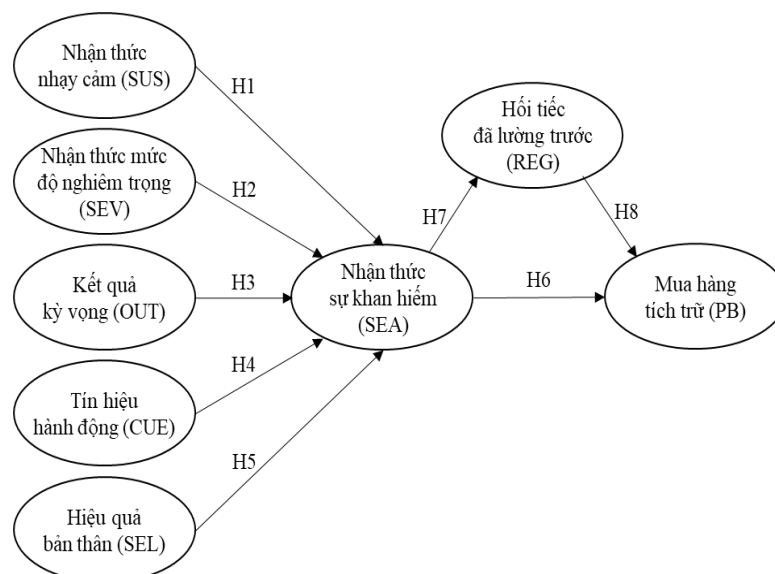 Nhận thức
nhạy cảm (SUS)
H1
Nhận thức mức
độ nghiêm trọng
(SEV)
H2
Kết quả
kỳ vọng (OUT)
H3
Tín hiệu
hành động (CUE)
H4
Hiệu quả
bản thân (SEL)
H5
Nhận thức
sự khan hiếm
(SEA)
H7
Hối tiếc
đã lường trước
(REG)
H8
H6
Mua hàng
tích trữ (PB)